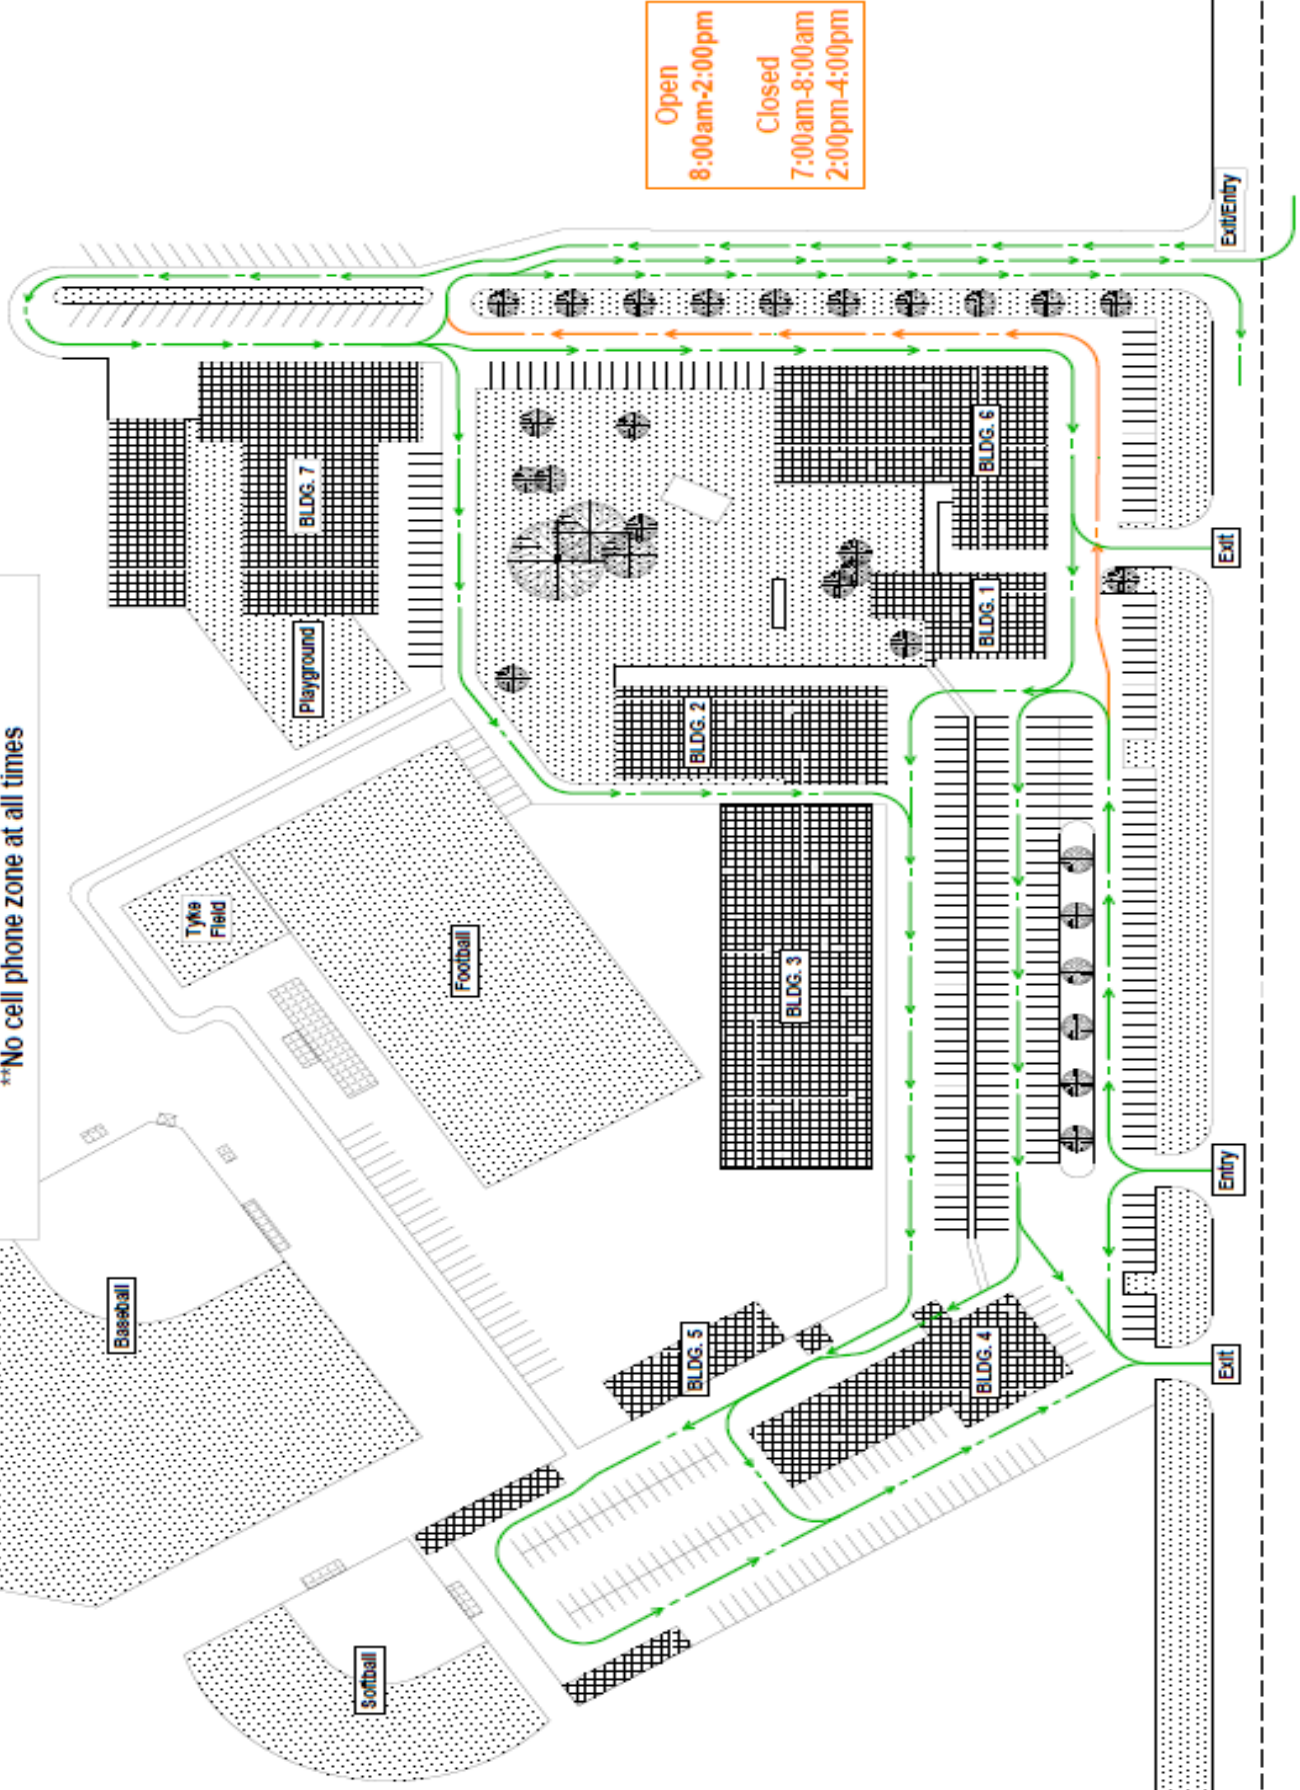 **No cell phone zone at all times
Open
8:00am-2:00pm
Closed
7:00am-8:00am
2:00pm-4:00pm
Exit/Entry
BLDG. 7
Playground
BLDG. 6
BLDG. 1
Exit
BLDG. 2
Tyke
Field
Football
BLDG. 3
Entry
Baseball
BLDG. 5
BLDG. 4
Exit
Softball